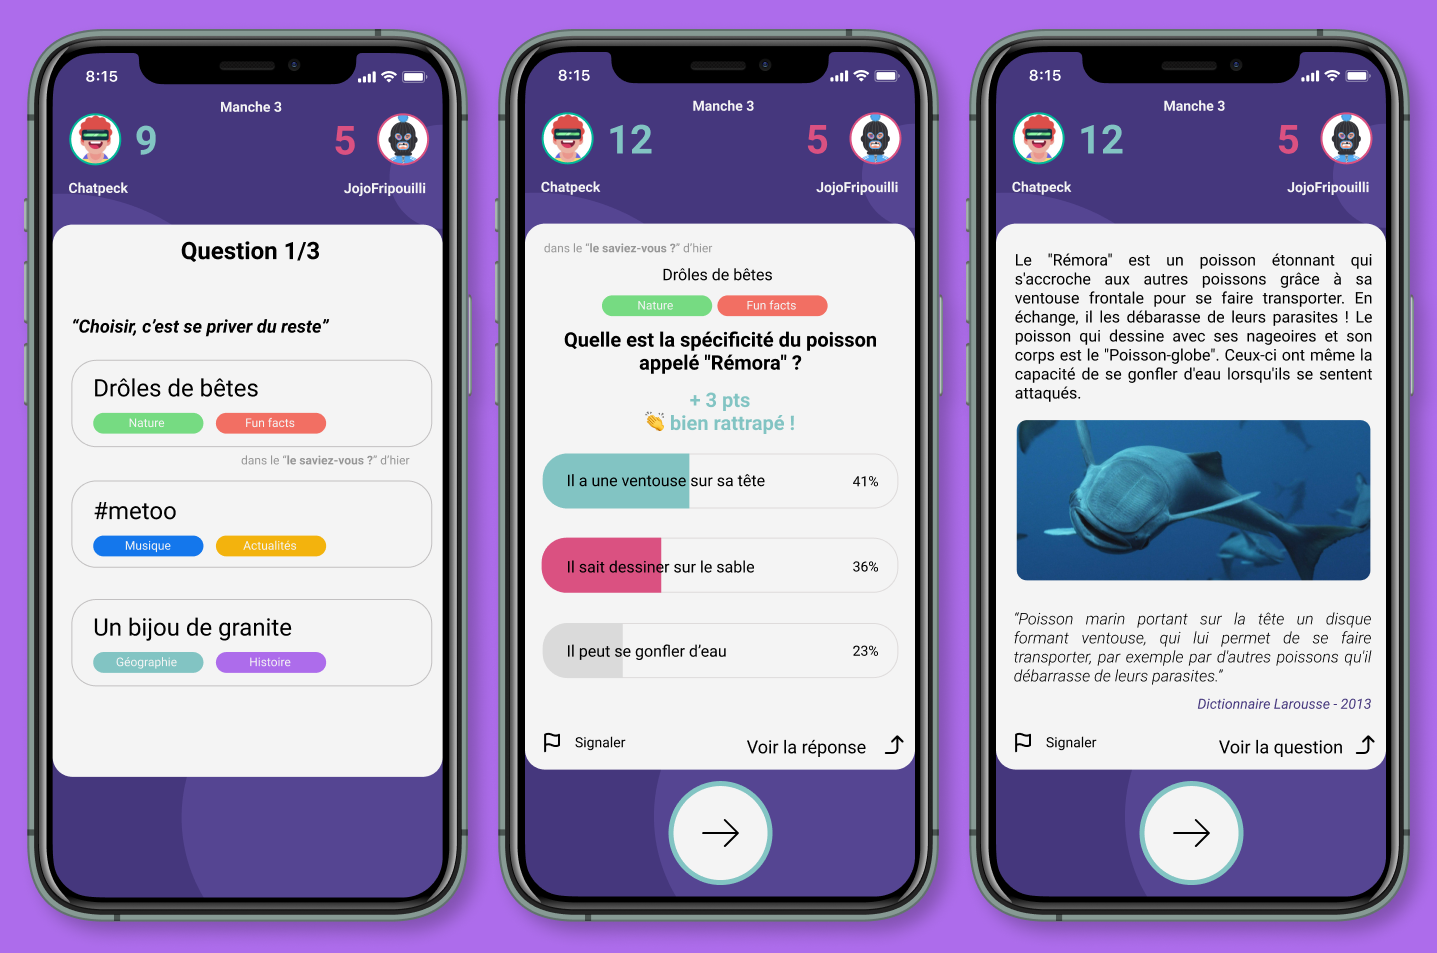 8:15
Manche 3
9
5
Chatpeck
JojoFripouilli
Question 1/3
“Choisir, c’est se priver du reste”
Drôles de bêtes
Nature
Fun facts
dans le “le saviez-vous ?” d’hier
#metoo
Musique
Actualités
Un bijou de granite
Géographie
Histoire
8:15
Manche 3
12
5
Chatpeck
JojoFripouilli
dans le “le saviez-vous ?” d’hier
Drôles de bêtes
Nature
Fun facts
Quelle est la spécificité du poisson
appelé "Rémora" ?
+ 3 pts
👏 bien rattrapé !
Il a une ventouse sur sa tête
41%
Il sait dessiner sur le sable
36%
Il peut se gonfler d’eau
23%
Signaler
Voir la réponse
8:15
Manche 3
12
5
Chatpeck
JojoFripouilli
Le "Rémora" est un poisson étonnant qui
s'accroche aux autres poissons grâce à sa
ventouse frontale pour se faire transporter. En
échange, il les débarasse de leurs parasites ! Le
poisson qui dessine avec ses nageoires et son
corps est le "Poisson-globe". Ceux-ci ont même la
capacité de se gonfler d'eau lorsqu'ils se sentent
attaqués.
“Poisson marin portant sur la tête un disque
formant ventouse, qui lui permet de se faire
transporter, par exemple par d'autres poissons qu'il
débarrasse de leurs parasites.”
Dictionnaire Larousse - 2013
Signaler
Voir la question